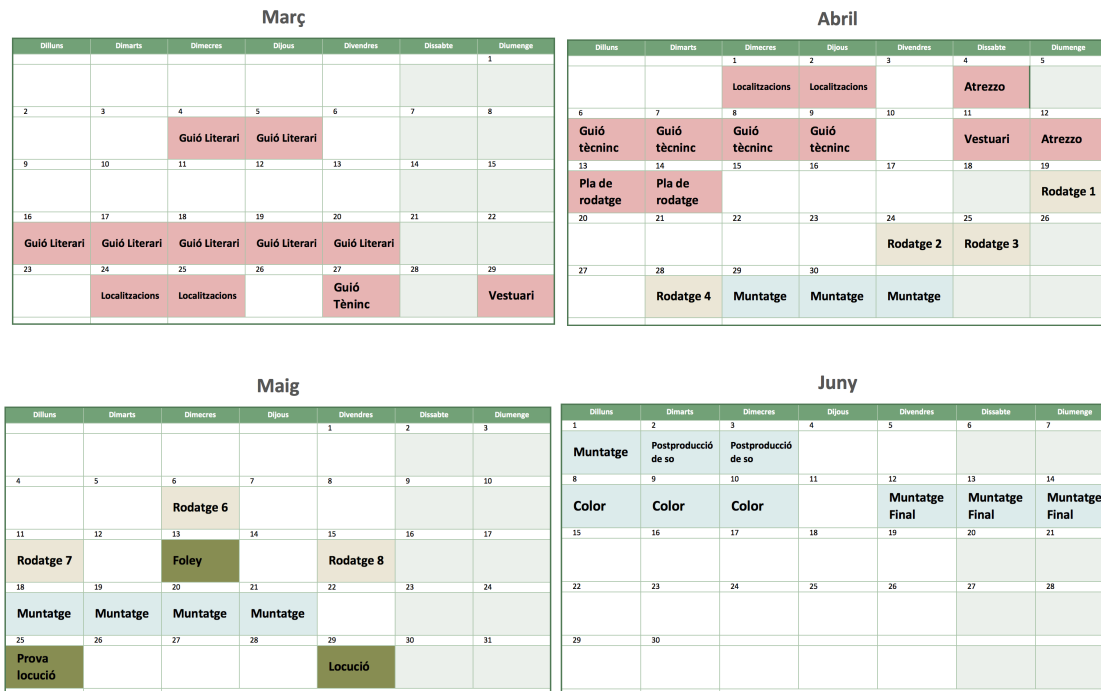 Març
Dilluns Dimarts Dimecres Dijous Divendres Dissabte Diumenge
1
2 3 4 5 6 7 8
Guió Literari Guió Literari
9 10 11 12 13 14 15
16 17 18 19 20 21 22
Guió Literari Guió Literari Guió Literari Guió Literari Guió Literari
23 24 25 26 27 28 29
Localitzacions Localitzacions Guió Tèninc Vestuari
Abril
Dilluns Dimarts Dimecres Dijous Divendres Dissabte Diumenge
1 2 3 4 5
Localitzacions Localitzacions Atrezzo
6 7 8 9 10 11 12
Guió tècninc Guió tècninc Guió tècninc Guió tècninc Vestuari Atrezzo
13 14 15 16 17 18 19
Pla de rodatge Pla de rodatge Rodatge 1
20 21 22 23 24 25 26
Rodatge 2 Rodatge 3
27 28 29 30
Rodatge 4 Muntatge Muntatge Muntatge
Maig
Dilluns Dimarts Dimecres Dijous Divendres Dissabte Diumenge
1 2 3
4 5 6 7 8 9 10
Rodatge 6
11 12 13 14 15 16 17
Rodatge 7 Foley Rodatge 8
18 19 20 21 22 23 24
Muntatge Muntatge Muntatge Muntatge
25 26 27 28 29 30 31
Prova locució Locució
Juny
Dilluns Dimarts Dimecres Dijous Divendres Dissabte Diumenge
1 2 3 4 5 6 7
Muntatge Postproducció de so Postproducció de so
8 9 10 11 12 13 14
Color Color Color Muntatge Final Muntatge Final Muntatge Final
15 16 17 18 19 20 21
22 23 24 25 26 27 28
29 30